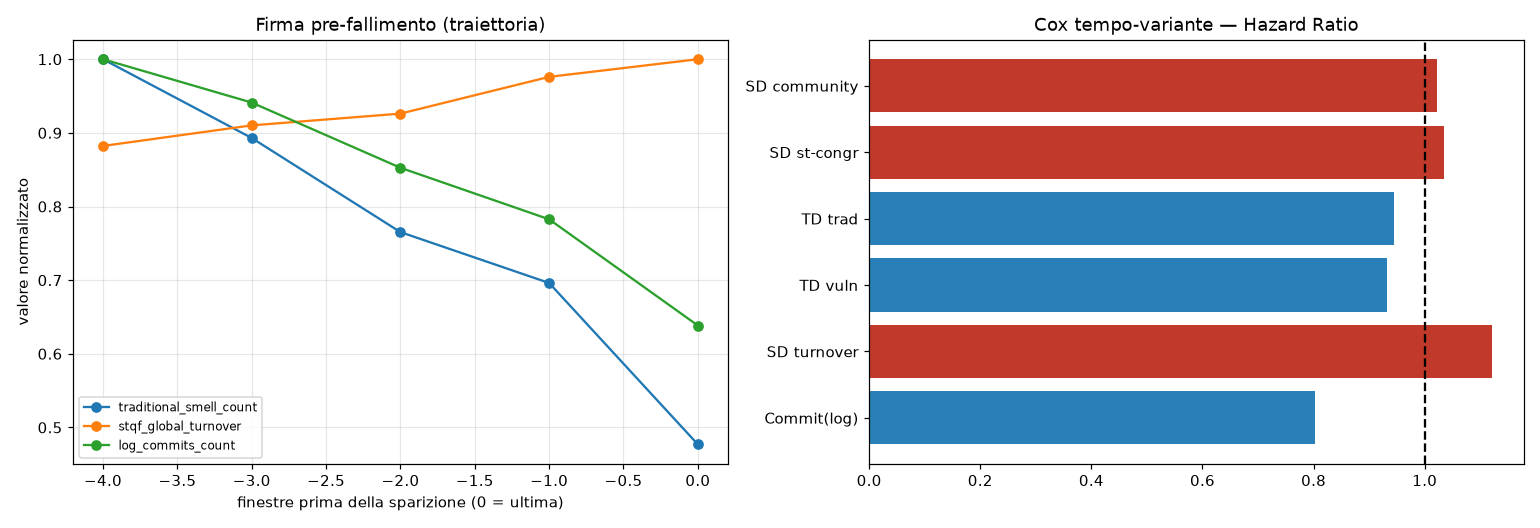 Firma pre-fallimento (traiettoria)
valore normalizzato
1.0
0.9
0.8
0.7
0.6
0.5
traditional_smell_count
stqf_global_turnover
log_commits_count
−4.0 −3.5 −3.0 −2.5 −2.0 −1.5 −1.0 −0.5 0.0
finestre prima della sparizione (0 = ultima)
Cox tempo-variante — Hazard Ratio
SD community
SD st-congr
TD trad
TD vuln
SD turnover
Commit(log)
0.0 0.2 0.4 0.6 0.8 1.0